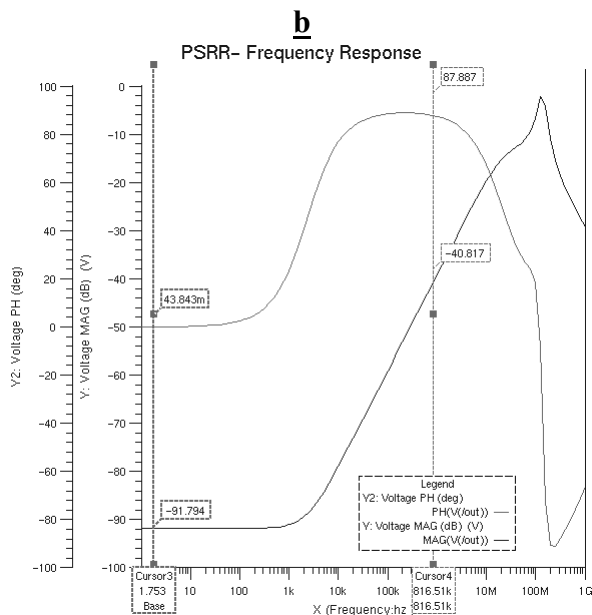 b
PSRR- Frequency Response
Y2: Voltage PH (deg)
100
80
60
40
20
0
-20
-40
-60
-80
-100
Y: Voltage MAG (dB) (V)
0
-10
-20
-30
-40
-50
-60
-70
-80
-90
-100
87.887
-40.817
43.843m
-91.794
Legend
Y2: Voltage PH (deg)
PH(V(/out))
Y: Voltage MAG (dB) (V)
MAG(V(/out))
10 100 1k 10k 100k 10M 100M 1G
Cursor3
1.753
Base
Cursor4
816.51k
816.51k
X (Frequency:hz